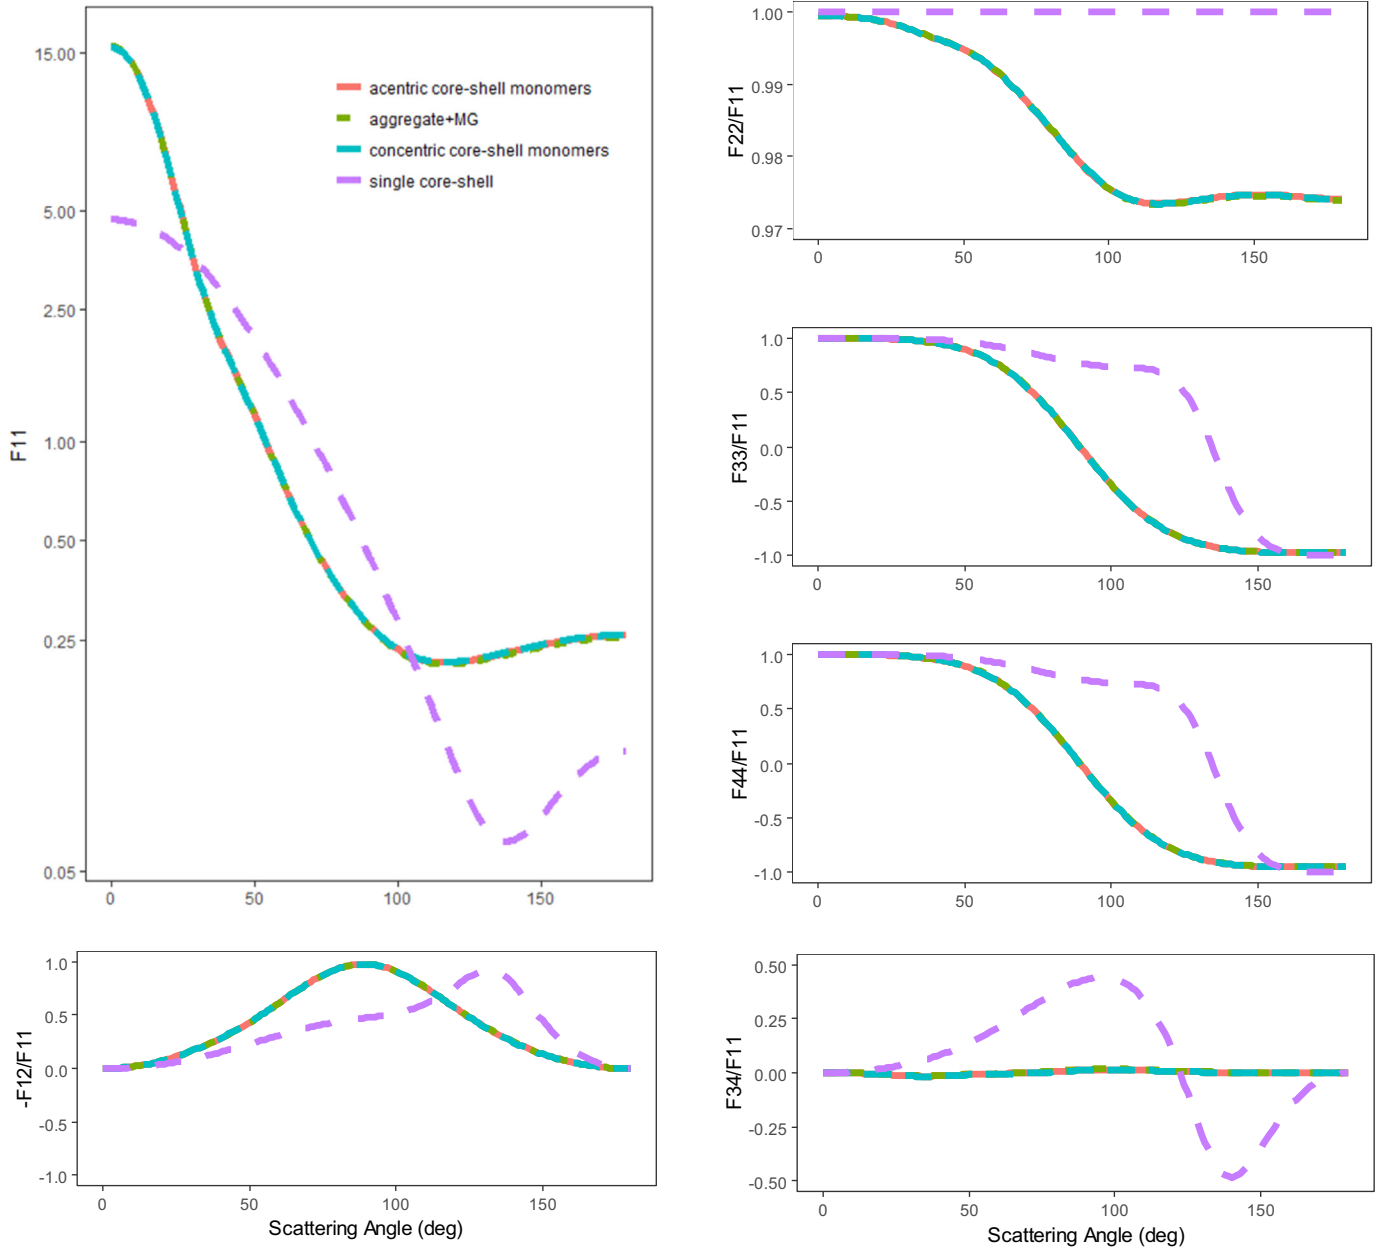 15.00
5.00
2.50
1.00
0.50
0.25
0.05
F11
acentric core-shell monomers
aggregate+MG
concentric core-shell monomers
single core-shell
0 50 100 150
1.00
0.99
0.98
0.97
F22/F11
0 50 100 150
1.0
0.5
0.0
-0.5
-1.0
F33/F11
0 50 100 150
1.0
0.5
0.0
-0.5
-1.0
F44/F11
0 50 100 150
1.0
0.5
0.0
-0.5
-1.0
-F12/F11
0 50 100 150
Scattering Angle (deg)
0.50
0.25
0.00
-0.25
-0.50
F34/F11
0 50 100 150
Scattering Angle (deg)